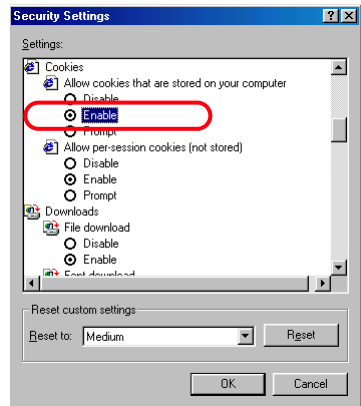 Security Settings
Settings:
Cookies
Allow cookies that are stored on your computer
Disable
Enable
Prompt
Allow per-session cookies (not stored)
Disable
Enable
Prompt
Downloads
File download
Disable
Enable
Font download
Reset custom settings
Reset to: Medium Reset
OK Cancel